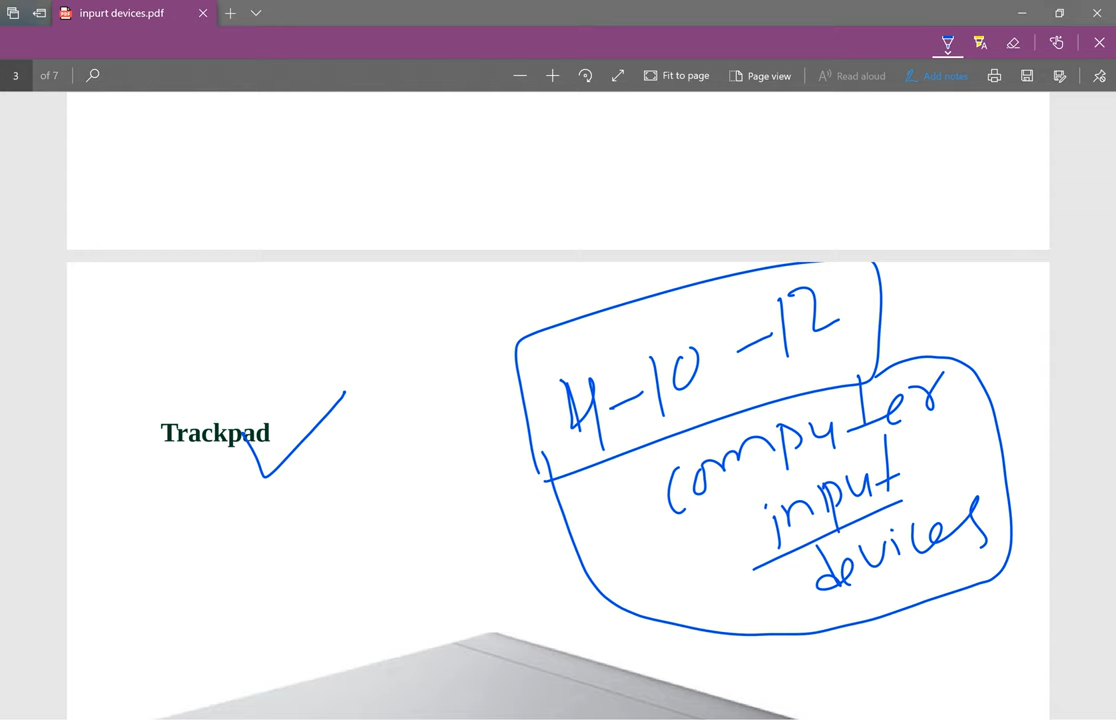 inpurt devices.pdf
3 of 7
Fit to page
Page view
Read aloud
Add notes
Trackpad
4-10-12
computer
input
devices